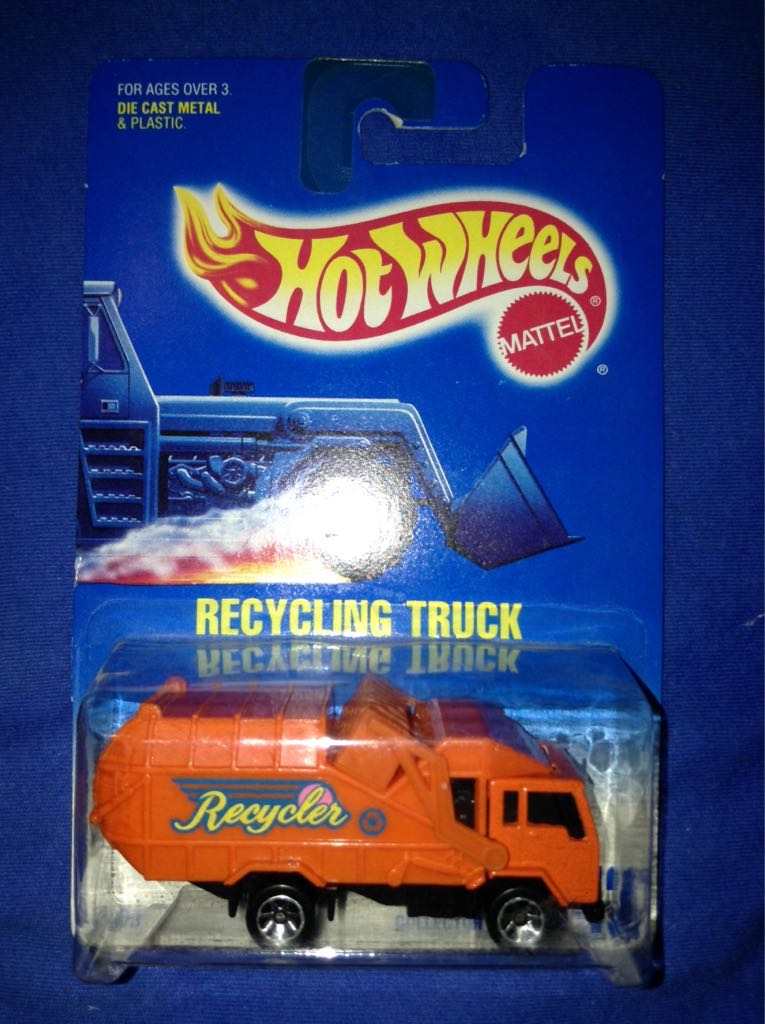 FOR AGES OVER 3.
DIE CAST METAL
& PLASTIC.
HOT WHEELS ®
MATTEL ®
RECYCLING TRUCK
Recycler